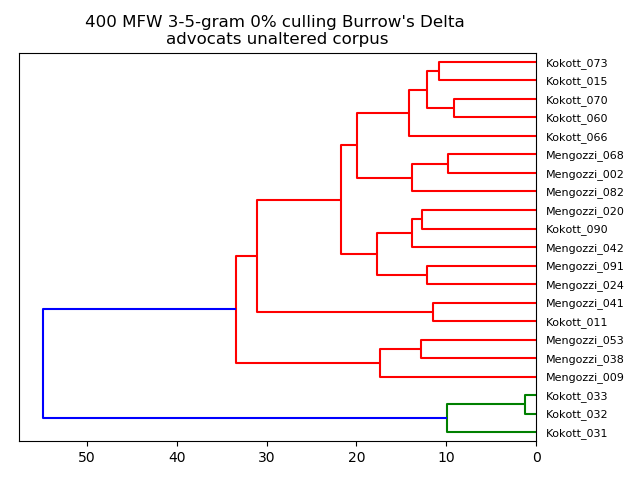 400 MFW 3-5-gram 0% culling Burrow's Delta
advocats unaltered corpus
Kokott_073
Kokott_015
Kokott_070
Kokott_060
Kokott_066
Mengozzi_068
Mengozzi_002
Mengozzi_082
Mengozzi_020
Kokott_090
Mengozzi_042
Mengozzi_091
Mengozzi_024
Mengozzi_041
Kokott_011
Mengozzi_053
Mengozzi_038
Mengozzi_009
Kokott_033
Kokott_032
Kokott_031
50 40 30 20 10 0